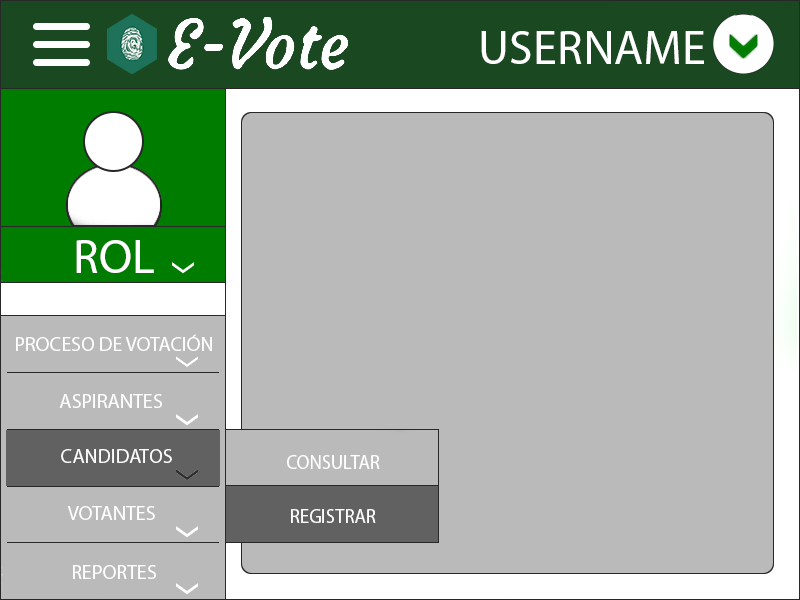 E-Vote
USERNAME
ROL
PROCESO DE VOTACIÓN
ASPIRANTES
CANDIDATOS
CONSULTAR
VOTANTES
REGISTRAR
REPORTES